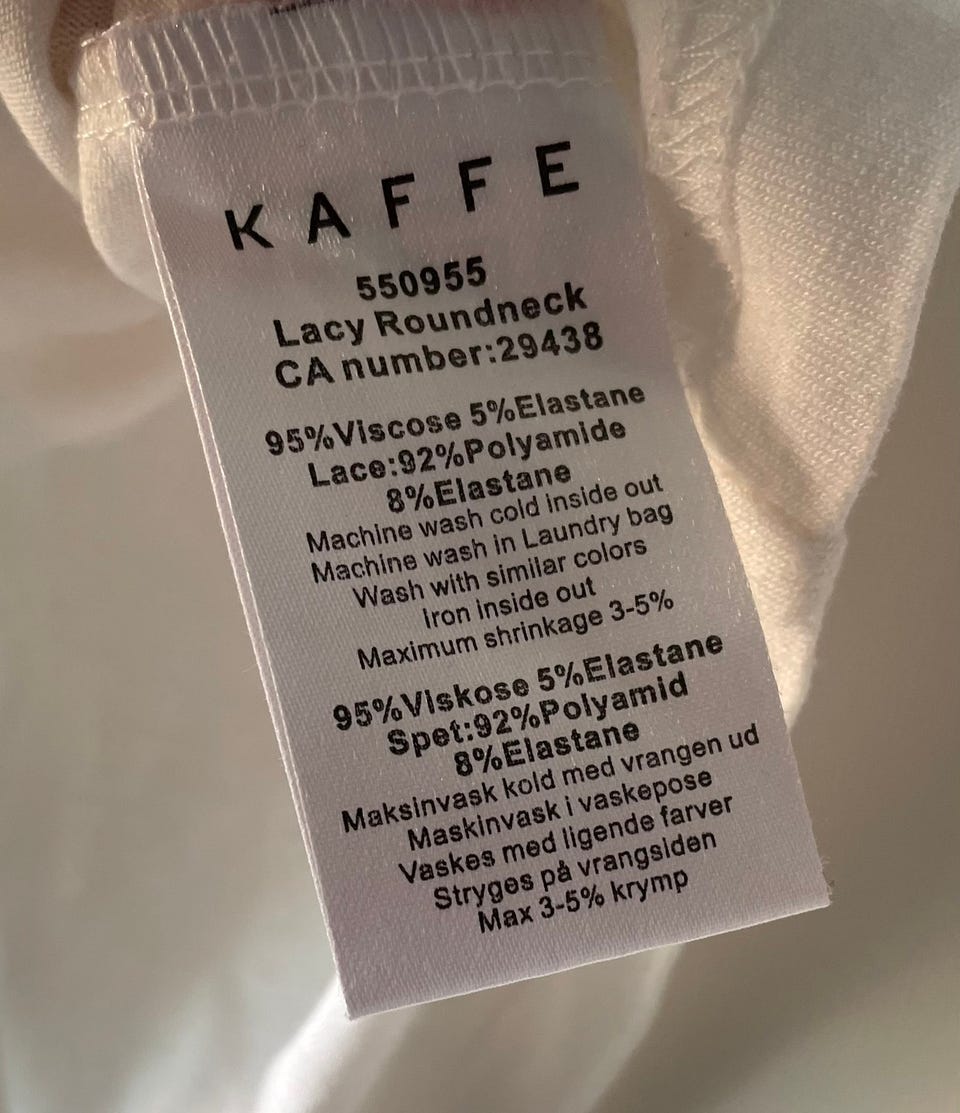 KAFFE
550955
Lacy Roundneck
CA number:29438
95%Viscose 5%Elastane
Lace:92%Polyamide
8%Elastane
Machine wash cold inside out
Machine wash in Laundry bag
Wash with similar colors
Iron inside out
Maximum shrinkage 3-5%
95%Viskose 5%Elastane
Spet:92%Polyamid
8%Elastane
Maksinvask kold med vrangen ud
Maskinvask i vaskepose
Vaskes med ligende farver
Stryges på vrangsiden
Max 3-5% krymp